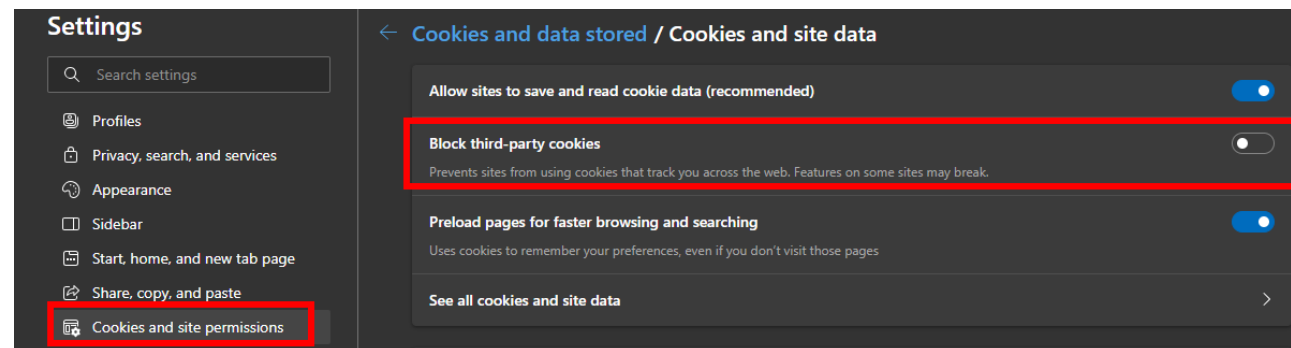 Settings
Search settings
Profiles
Privacy, search, and services
Appearance
Sidebar
Start, home, and new tab page
Share, copy, and paste
Cookies and site permissions
Cookies and data stored / Cookies and site data
Allow sites to save and read cookie data (recommended)
Block third-party cookies
Prevents sites from using cookies that track you across the web. Features on some sites may break.
Preload pages for faster browsing and searching
Uses cookies to remember your preferences, even if you don't visit those pages
See all cookies and site data